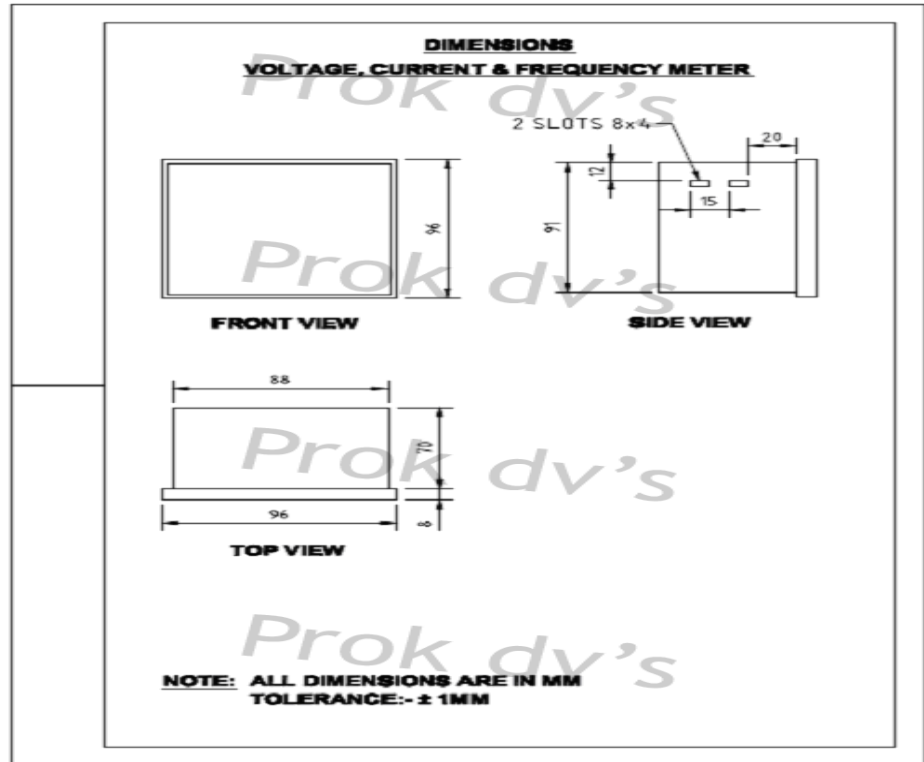 DIMENSIONS
VOLTAGE, CURRENT & FREQUENCY METER
Prok dv's
2 SLOTS 8x4
20
12
15
96
91
Prok dv's
FRONT VIEW
SIDE VIEW
88
70
Prok dv's
96
8
TOP VIEW
Prok dv's
NOTE: ALL DIMENSIONS ARE IN MM
TOLERANCE:- ± 1MM